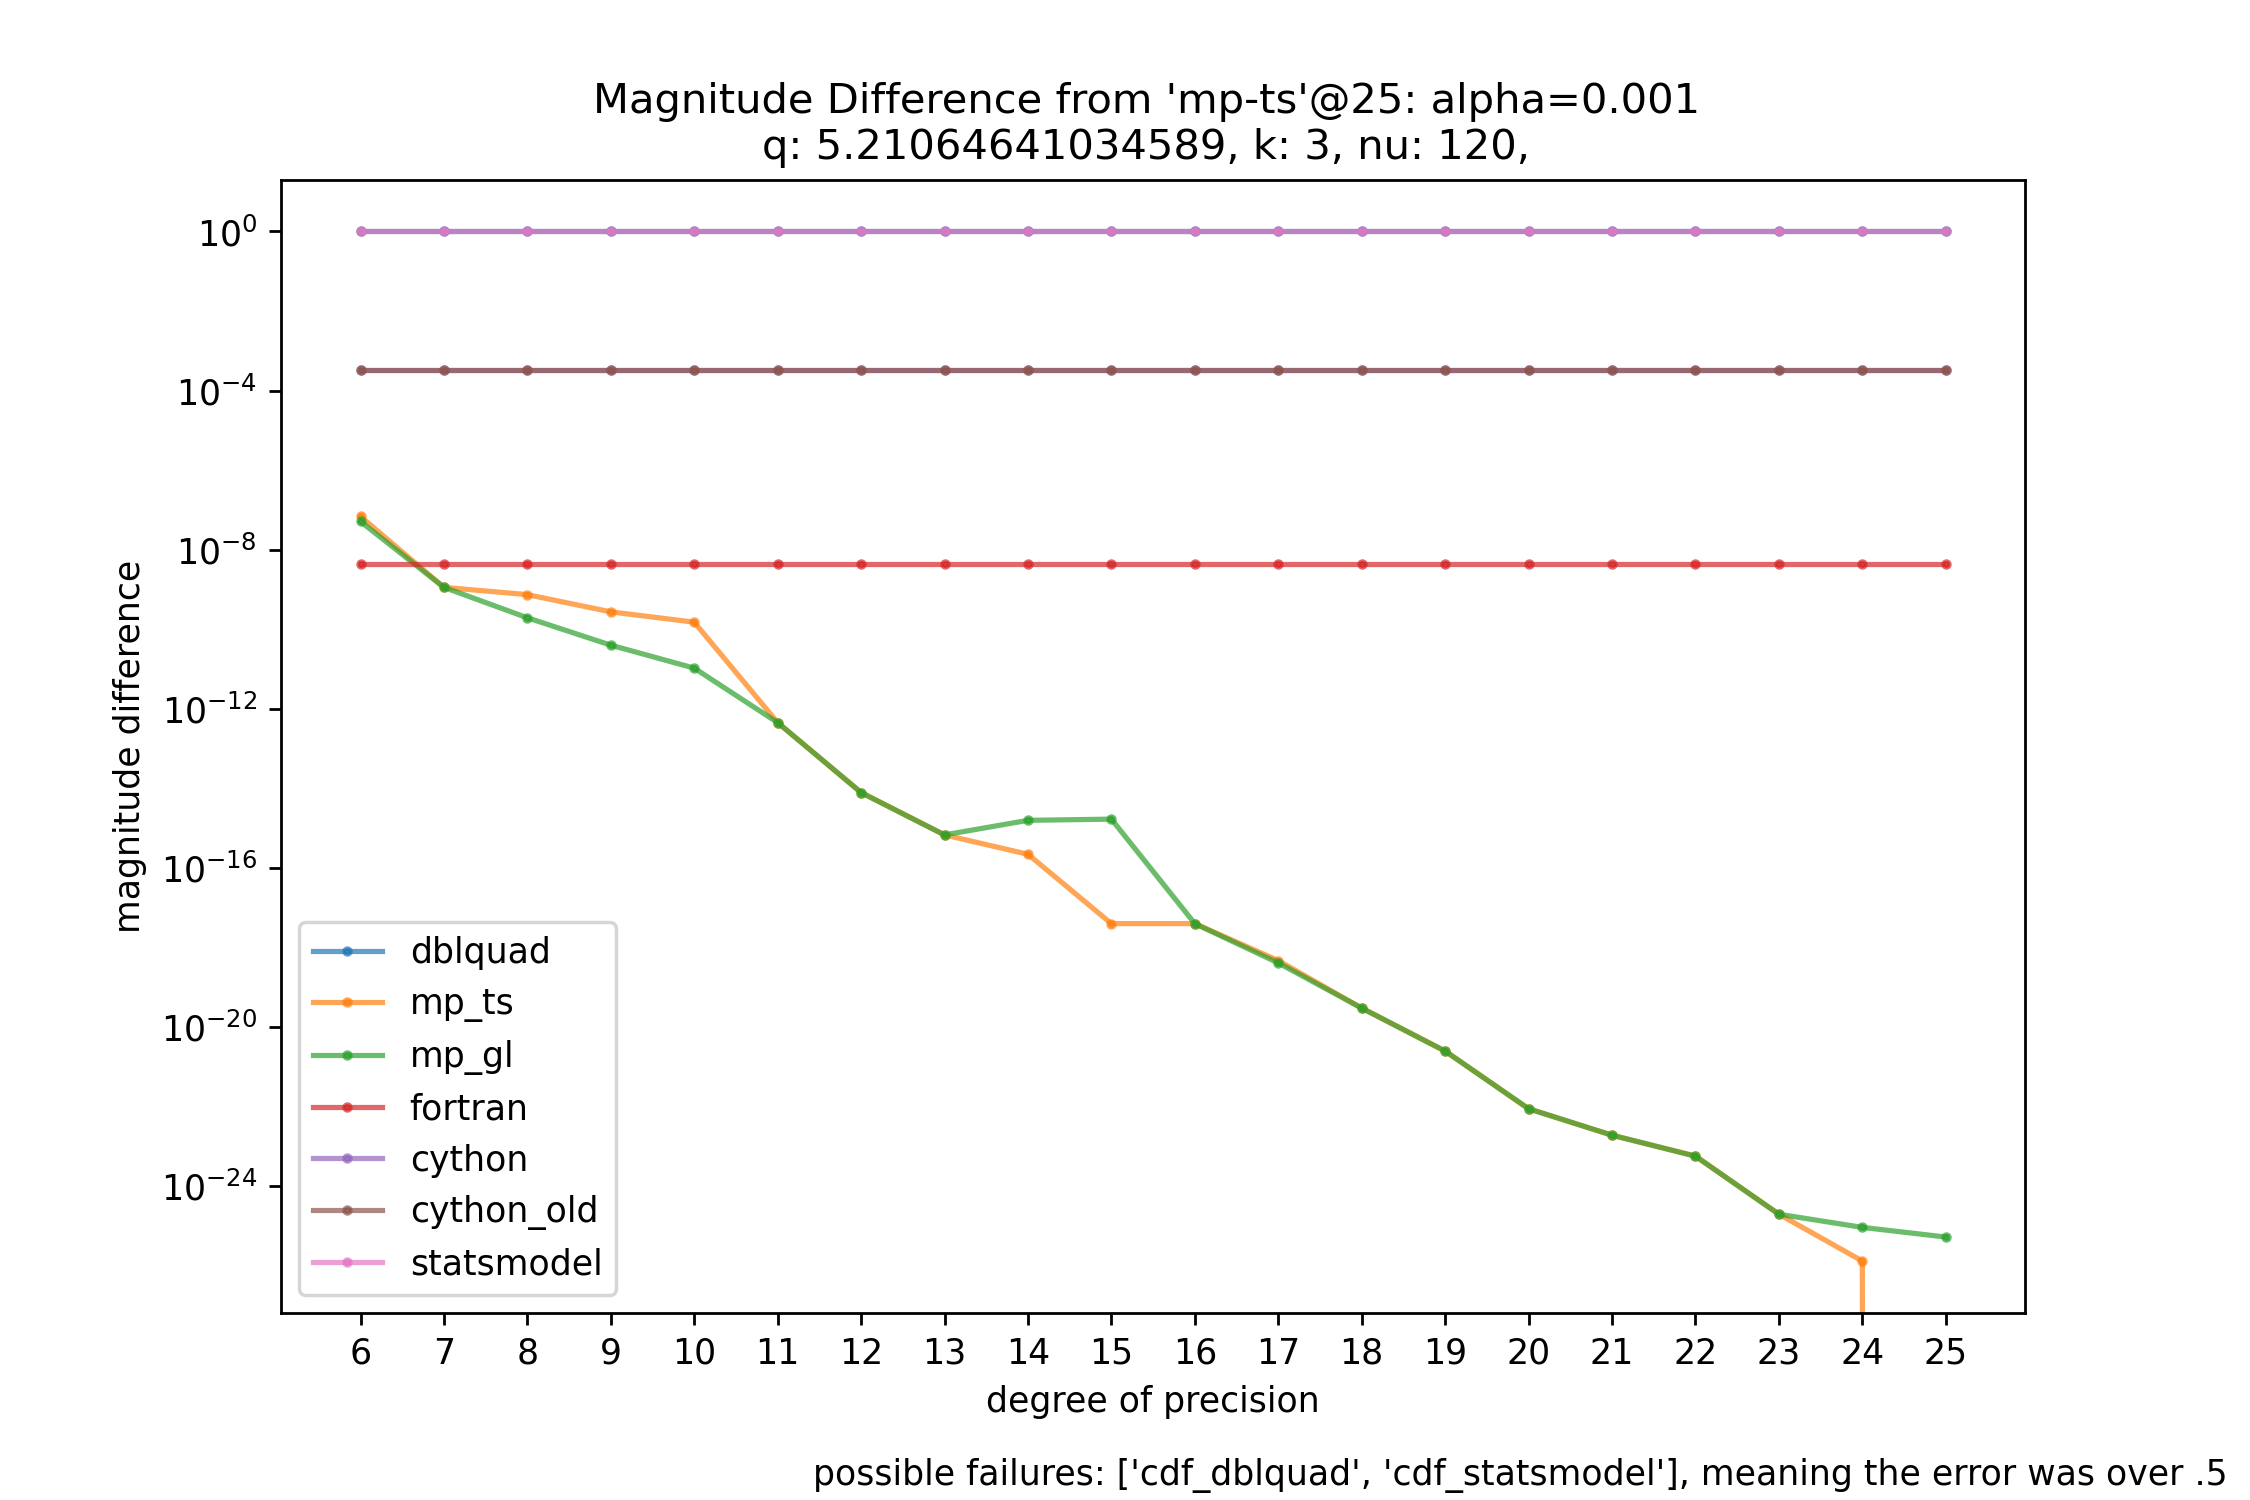 Magnitude Difference from 'mp-ts'@25: alpha=0.001
q: 5.21064641034589, k: 3, nu: 120,
magnitude difference
10⁰
10⁻⁴
10⁻⁸
10⁻¹²
10⁻¹⁶
10⁻²⁰
10⁻²⁴
dblquad
mp_ts
mp_gl
fortran
cython
cython_old
statsmodel
6 7 8 9 10 11 12 13 14 15 16 17 18 19 20 21 22 23 24 25
degree of precision
possible failures: ['cdf_dblquad', 'cdf_statsmodel'], meaning the error was over .5